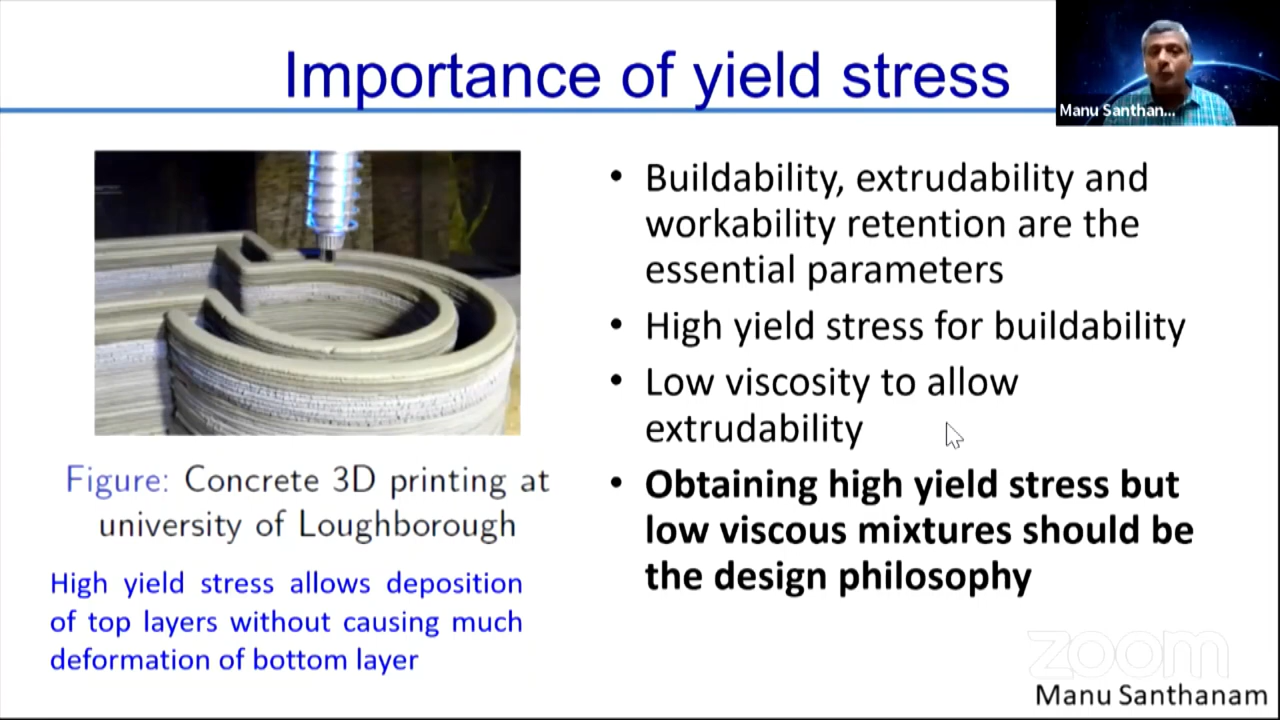 Importance of yield stress
Manu Santhan...
• Buildability, extrudability and
workability retention are the
essential parameters
• High yield stress for buildability
• Low viscosity to allow
extrudability
• Obtaining high yield stress but
low viscous mixtures should be
the design philosophy
Figure: Concrete 3D printing at
university of Loughborough
High yield stress allows deposition
of top layers without causing much
deformation of bottom layer
zoom
Manu Santhanam